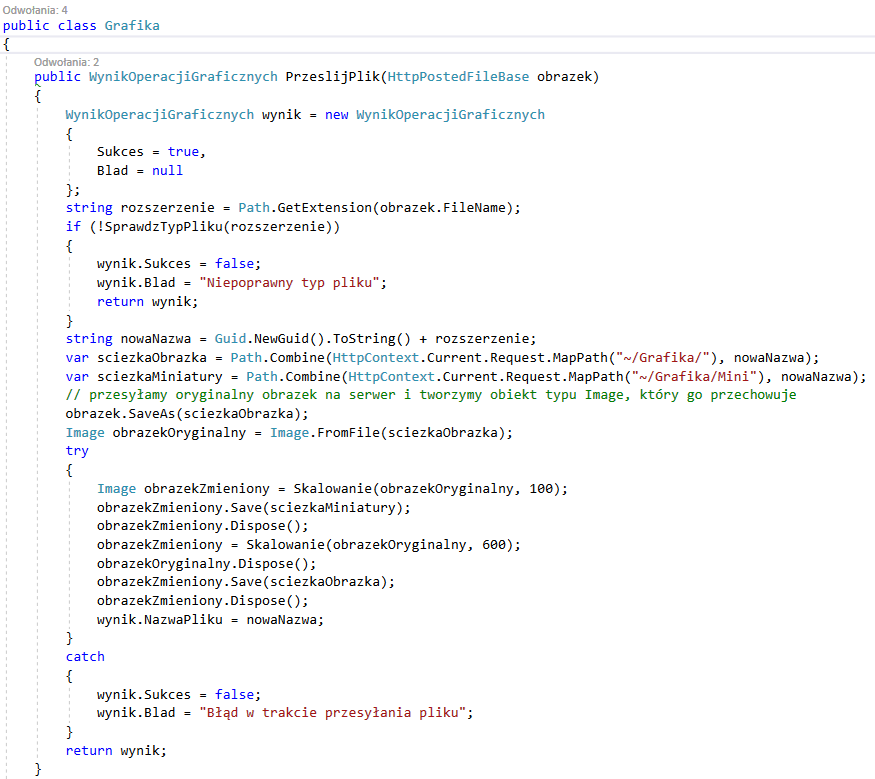 Odwołania: 4
public class Grafika
{
Odwołania: 2
public WynikOperacjiGraficznych PrzeslijPlik(HttpPostedFileBase obrazek)
{
WynikOperacjiGraficznych wynik = new WynikOperacjiGraficznych
{
Sukces = true,
Blad = null
};
string rozszerzenie = Path.GetExtension(obrazek.FileName);
if (!SprawdzTypPliku(rozszerzenie))
{
wynik.Sukces = false;
wynik.Blad = "Niepoprawny typ pliku";
return wynik;
}
string nowaNazwa = Guid.NewGuid().ToString() + rozszerzenie;
var sciezkaObrazka = Path.Combine(HttpContext.Current.Request.MapPath("~/Grafika/"), nowaNazwa);
var sciezkaMiniatury = Path.Combine(HttpContext.Current.Request.MapPath("~/Grafika/Mini"), nowaNazwa);
// przesyłamy oryginalny obrazek na serwer i tworzymy obiekt typu Image, który go przechowuje
obrazek.SaveAs(sciezkaObrazka);
Image obrazekOryginalny = Image.FromFile(sciezkaObrazka);
try
{
Image obrazekZmieniony = Skalowanie(obrazekOryginalny, 100);
obrazekZmieniony.Save(sciezkaMiniatury);
obrazekZmieniony.Dispose();
obrazekZmieniony = Skalowanie(obrazekOryginalny, 600);
obrazekOryginalny.Dispose();
obrazekZmieniony.Save(sciezkaObrazka);
obrazekZmieniony.Dispose();
wynik.NazwaPliku = nowaNazwa;
}
catch
{
wynik.Sukces = false;
wynik.Blad = "Błąd w trakcie przesyłania pliku";
}
return wynik;
}